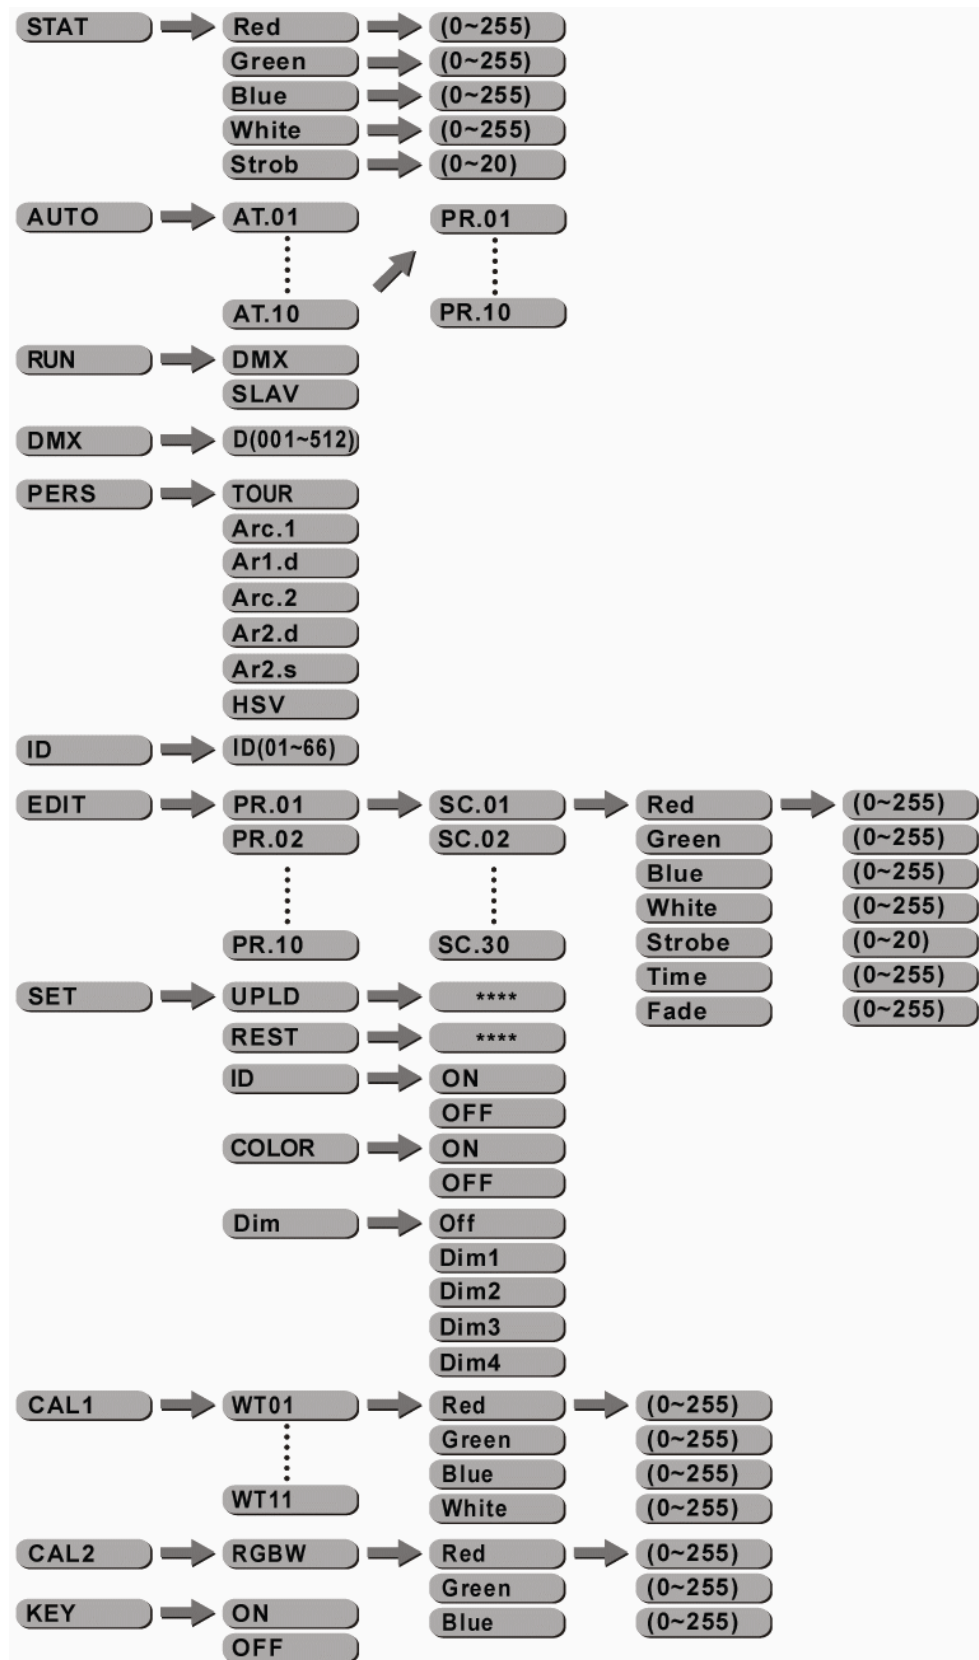 STAT Red (0~255)
Green (0~255)
Blue (0~255)
White (0~255)
Strob (0~20)
AUTO AT.01 PR.01
AT.10 PR.10
RUN DMX
SLAV
DMX D(001~512)
PERS TOUR
Arc.1
Ar1.d
Arc.2
Ar2.d
Ar2.s
HSV
ID ID(01~66)
EDIT PR.01 SC.01 Red (0~255)
PR.02 SC.02 Green (0~255)
Blue (0~255)
White (0~255)
PR.10 SC.30 Strobe (0~20)
Time (0~255)
SET UPLD ****
Fade (0~255)
REST ****
ID ON
OFF
COLOR ON
OFF
Dim Off
Dim1
Dim2
Dim3
Dim4
CAL1 WT01 Red (0~255)
Green (0~255)
Blue (0~255)
WT11 White (0~255)
CAL2 RGBW Red (0~255)
Green (0~255)
KEY ON Blue (0~255)
OFF